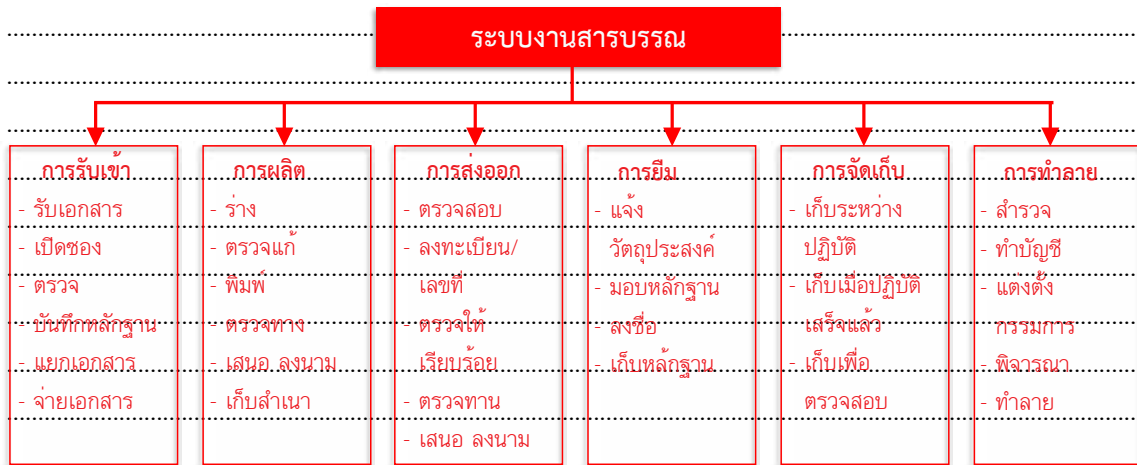 ระบบงานสารบรรณ
การรับเข้า
- รับเอกสาร
- เปิดซอง
- ตรวจ
- บันทึกหลักฐาน
- แยกเอกสาร
- จ่ายเอกสาร
การผลิต
- ร่าง
- ตรวจแก้
- พิมพ์
- ตรวจทาง
- เสนอ ลงนาม
- เก็บสำเนา
การส่งออก
- ตรวจสอบ
- ลงทะเบียน/
เลขที่
- ตรวจให้
เรียบร้อย
- ตรวจทาน
- เสนอ ลงนาม
การยืม
- แจ้ง
วัตถุประสงค์
- มอบหลักฐาน
- ลงชื่อ
- เก็บหลักฐาน
การจัดเก็บ
- เก็บระหว่าง
ปฏิบัติ
- เก็บเมื่อปฏิบัติ
เสร็จแล้ว
- เก็บเพื่อ
ตรวจสอบ
การทำลาย
- สำรวจ
- ทำบัญชี
- แต่งตั้ง
กรรมการ
- พิจารณา
- ทำลาย